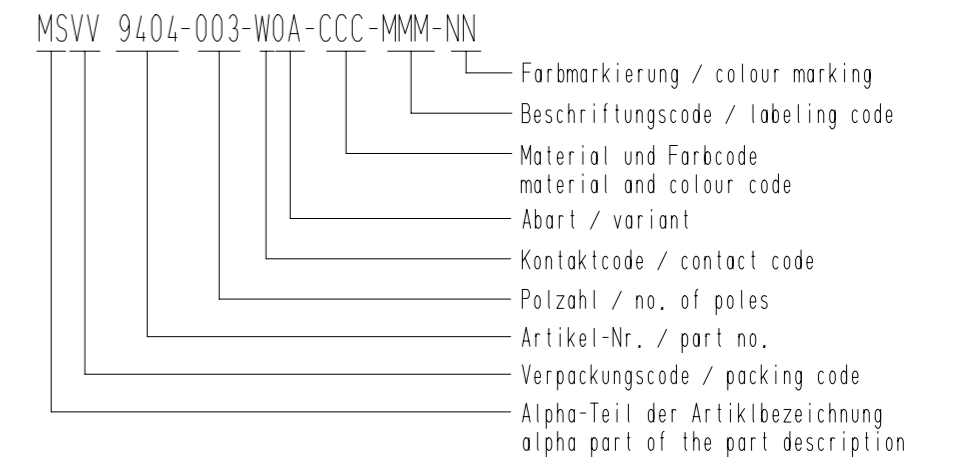 MSVV 9404-003-W0A-CCC-MMM-NN
Farbmarkierung / colour marking
Beschriftungscode / labeling code
Material und Farbcode
material and colour code
Abart / variant
Kontaktcode / contact code
Polzahl / no. of poles
Artikel-Nr. / part no.
Verpackungscode / packing code
Alpha-Teil der Artiklbezeichnung
alpha part of the part description